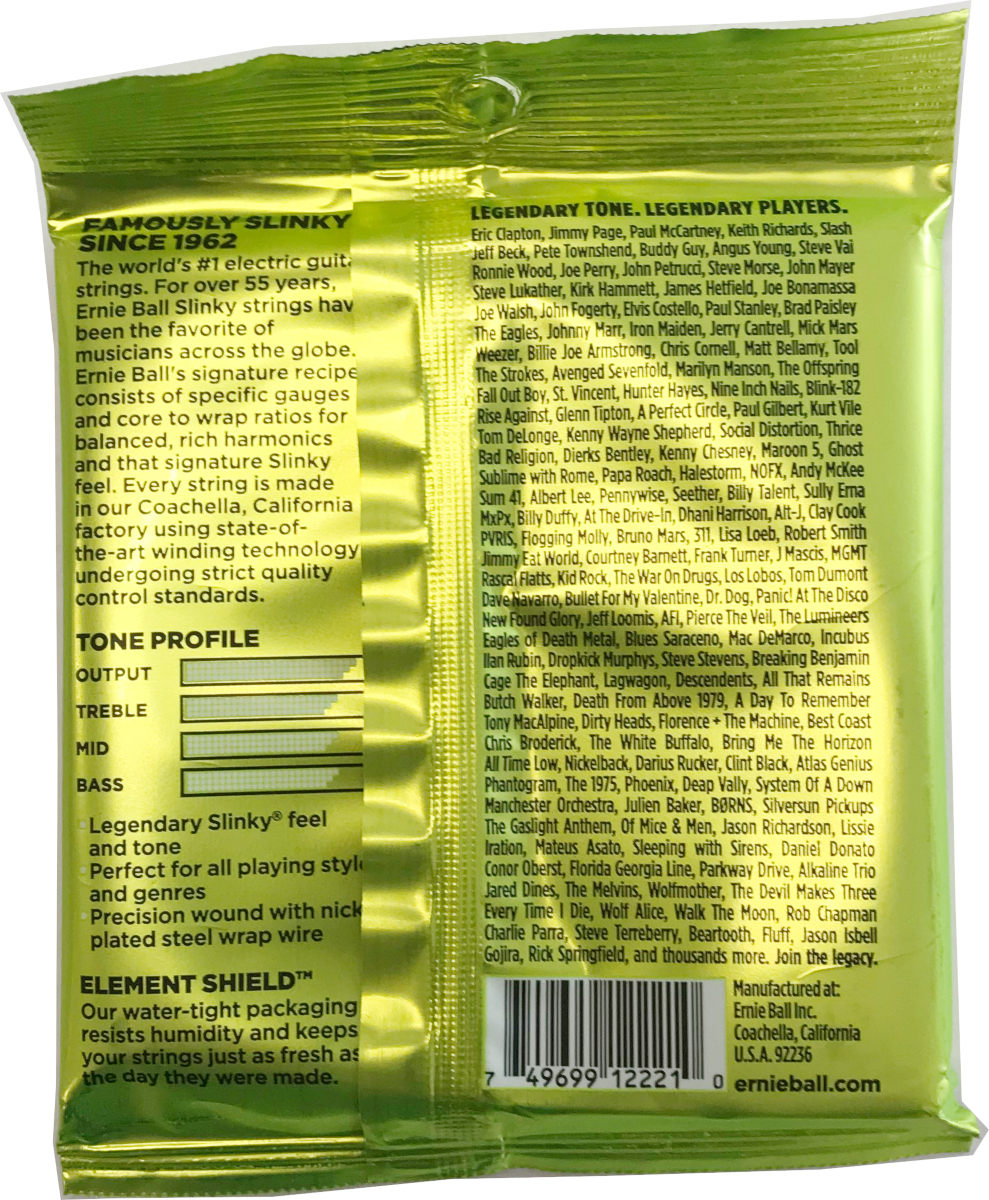 FAMOUSLY SLINKY
SINCE 1962
The world's #1 electric guita
strings. For over 55 years,
Ernie Ball Slinky strings hav
been the favorite of
musicians across the globe.
Ernie Ball's signature recipe
consists of specific gauges
and core to wrap ratios for
balanced, rich harmonics
and that signature Slinky
feel. Every string is made
in our Coachella, California
factory using state-of-
the-art winding technology
undergoing strict quality
control standards.
TONE PROFILE
OUTPUT
TREBLE
MID
BASS
Legendary Slinky® feel
and tone
Perfect for all playing style
and genres
Precision wound with nick
plated steel wrap wire
ELEMENT SHIELD™
Our water-tight packaging
resists humidity and keeps
your strings just as fresh as
the day they were made.
LEGENDARY TONE. LEGENDARY PLAYERS.
Eric Clapton, Jimmy Page, Paul McCartney, Keith Richards, Slash
Jeff Beck, Pete Townshend, Buddy Guy, Angus Young, Steve Vai
Ronnie Wood, Joe Perry, John Petrucci, Steve Morse, John Mayer
Steve Lukather, Kirk Hammett, James Hetfield, Joe Bonamassa
Joe Walsh, John Fogerty, Elvis Costello, Paul Stanley, Brad Paisley
The Eagles, Johnny Marr, Iron Maiden, Jerry Cantrell, Mick Mars
Weezer, Billie Joe Armstrong, Chris Cornell, Matt Bellamy, Tool
The Strokes, Avenged Sevenfold, Marilyn Manson, The Offspring
Fall Out Boy, St. Vincent, Hunter Hayes, Nine Inch Nails, Blink-182
Rise Against, Glenn Tipton, A Perfect Circle, Paul Gilbert, Kurt Vile
Tom DeLonge, Kenny Wayne Shepherd, Social Distortion, Thrice
Bad Religion, Dierks Bentley, Kenny Chesney, Maroon 5, Ghost
Sublime with Rome, Papa Roach, Halestorm, NOFX, Andy McKee
Sum 41, Albert Lee, Pennywise, Seether, Billy Talent, Sully Erna
MxPx, Billy Duffy, At The Drive-In, Dhani Harrison, Alt-J, Clay Cook
PVRIS, Flogging Molly, Bruno Mars, 311, Lisa Loeb, Robert Smith
Jimmy Eat World, Courtney Barnett, Frank Turner, J Mascis, MGMT
Rascal Flatts, Kid Rock, The War On Drugs, Los Lobos, Tom Dumont
Dave Navarro, Bullet For My Valentine, Dr. Dog, Panic! At The Disco
New Found Glory, Jeff Loomis, AFI, Pierce The Veil, The Lumineers
Eagles of Death Metal, Blues Saraceno, Mac DeMarco, Incubus
Ilan Rubin, Dropkick Murphys, Steve Stevens, Breaking Benjamin
Cage The Elephant, Lagwagon, Descendents, All That Remains
Butch Walker, Death From Above 1979, A Day To Remember
Tony MacAlpine, Dirty Heads, Florence + The Machine, Best Coast
Chris Broderick, The White Buffalo, Bring Me The Horizon
All Time Low, Nickelback, Darius Rucker, Clint Black, Atlas Genius
Phantogram, The 1975, Phoenix, Deap Vally, System Of A Down
Manchester Orchestra, Julien Baker, BØRNS, Silversun Pickups
The Gaslight Anthem, Of Mice & Men, Jason Richardson, Lissie
Iration, Mateus Asato, Sleeping with Sirens, Daniel Donato
Conor Oberst, Florida Georgia Line, Parkway Drive, Alkaline Trio
Jared Dines, The Melvins, Wolfmother, The Devil Makes Three
Every Time I Die, Wolf Alice, Walk The Moon, Rob Chapman
Charlie Parra, Steve Terreberry, Beartooth, Fluff, Jason Isbell
Gojira, Rick Springfield, and thousands more. Join the legacy.
7 49699 12221 0
Manufactured at:
Ernie Ball Inc.
Coachella, California
U.S.A. 92236
ernieball.com